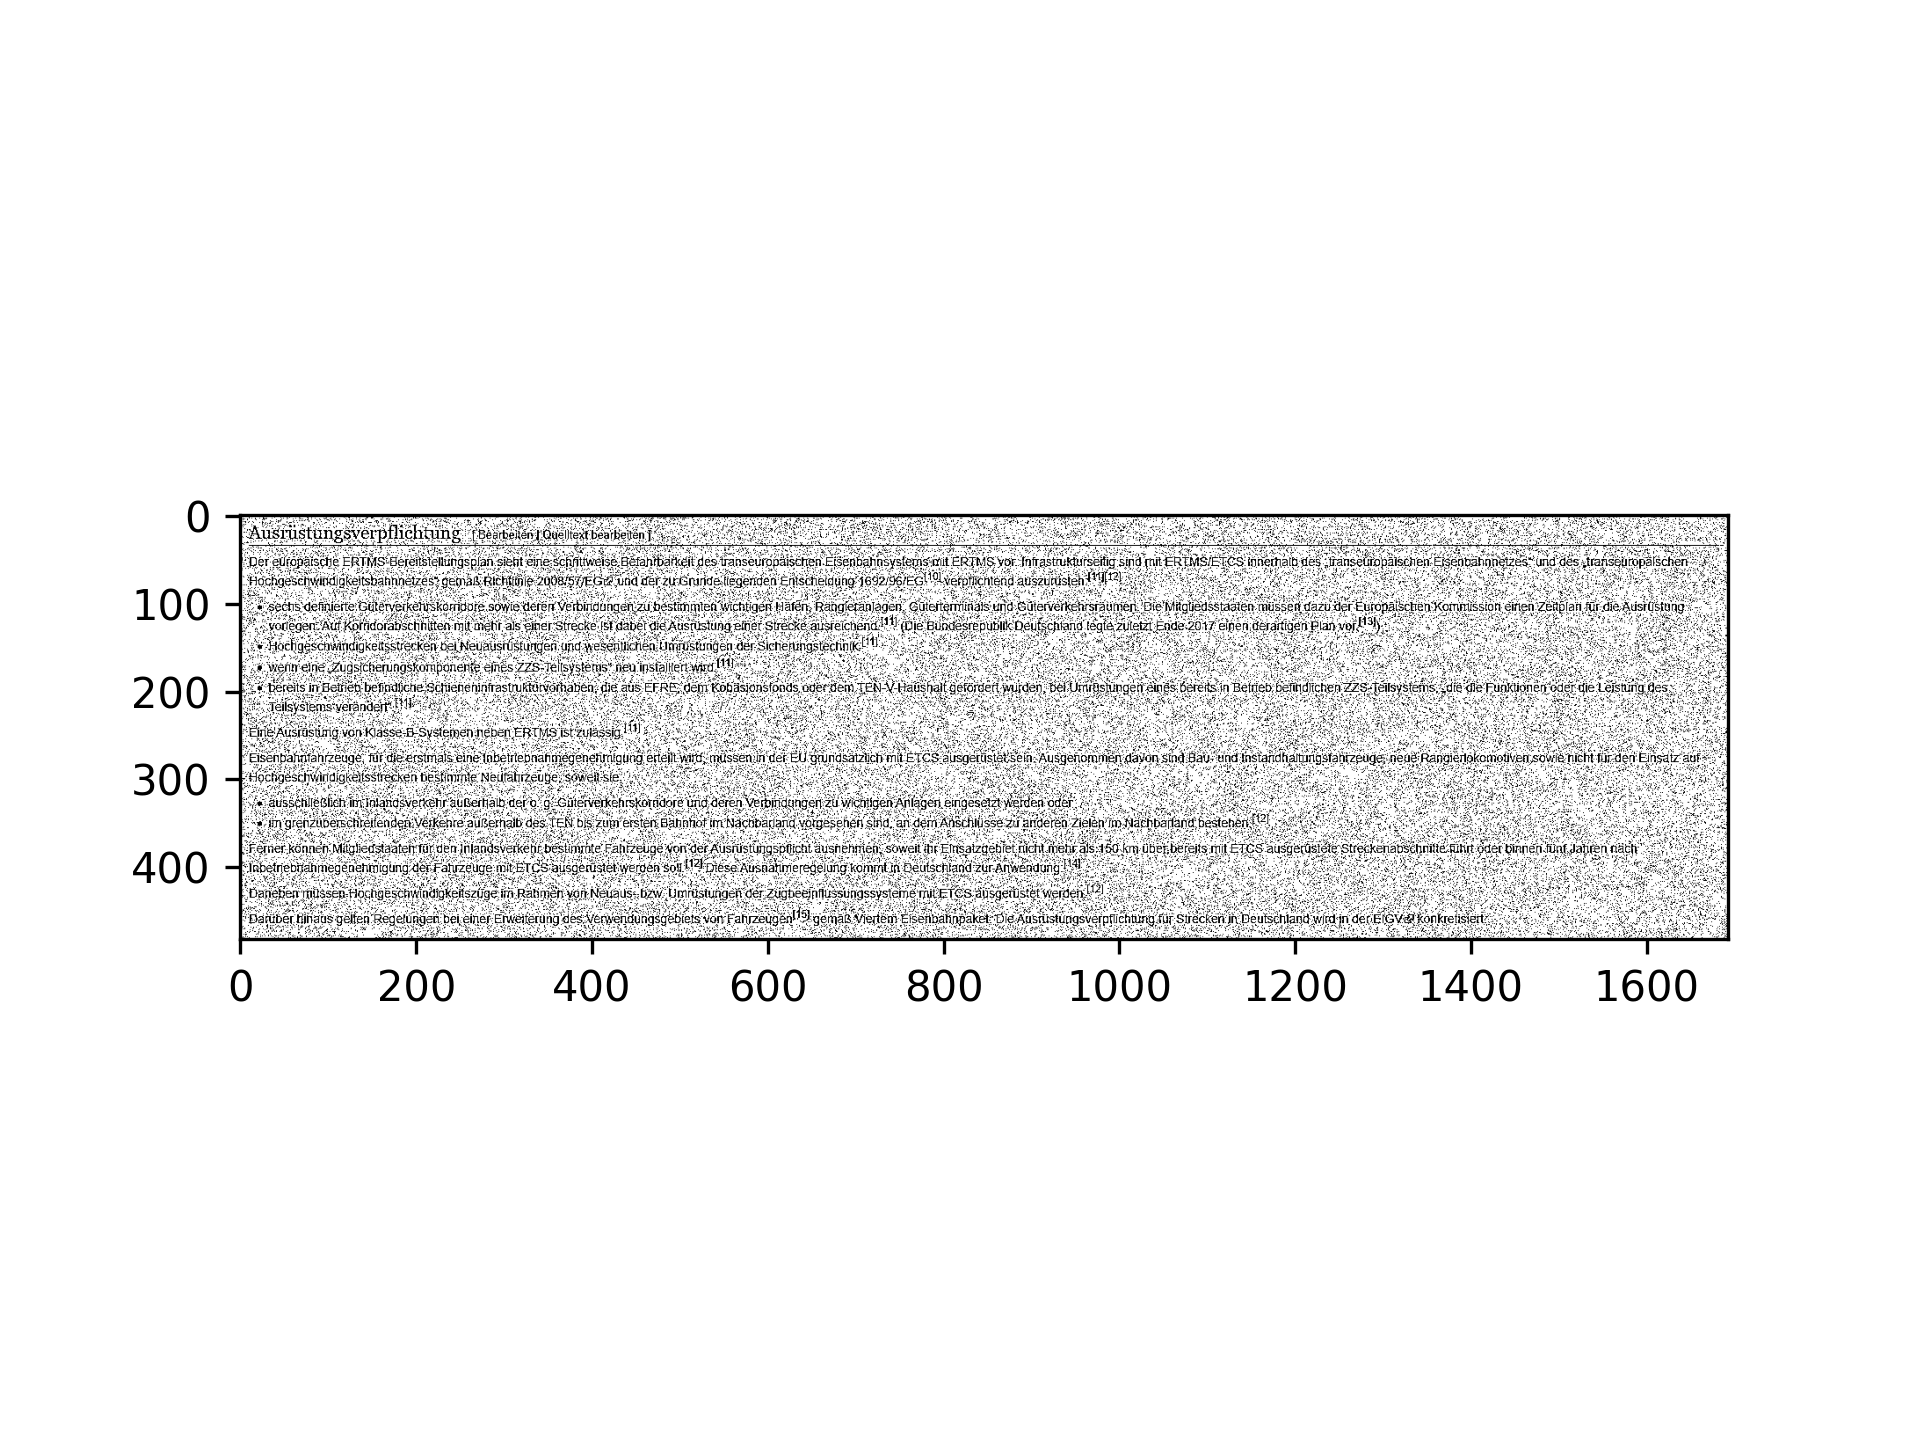 0
100
200
300
400
Ausrüstungsverpflichtung [ Bearbeiten | Quelltext bearbeiten ]
Der europäische ERTMS-Bereitstellungsplan sieht eine schrittweise Befahrbarkeit des transeuropäischen Eisenbahnsystems mit ERTMS vor. Infrastrukturseitig sind mit ERTMS/ETCS innerhalb des „transeuropäischen Eisenbahnnetzes“ und des „transeuropäischen
Hochgeschwindigkeitsbahnnetzes“ gemäß Richtlinie 2008/57/EG und der zu Grunde liegenden Entscheidung 1692/96/EG[10] verpflichtend auszurüsten:[11][12]
• sechs definierte Güterverkehrskorridore sowie deren Verbindungen zu bestimmten wichtigen Häfen, Rangieranlagen, Güterterminals und Güterverkehrsräumen. Die Mitgliedsstaaten müssen dazu der Europäischen Kommission einen Zeitplan für die Ausrüstung
vorlegen. Auf Korridorabschnitten mit mehr als einer Strecke ist dabei die Ausrüstung einer Strecke ausreichend.[11] (Die Bundesrepublik Deutschland legte zuletzt Ende 2017 einen derartigen Plan vor.[13])
• Hochgeschwindigkeitsstrecken bei Neuausrüstungen und wesentlichen Umrüstungen der Sicherungstechnik.[11]
• wenn eine „Zugsicherungskomponente eines ZZS-Teilsystems“ neu installiert wird.[11]
• bereits in Betrieb befindliche Schieneninfrastrukturvorhaben, die aus EFRE, dem Kohäsionsfonds oder dem TEN-V-Haushalt gefördert wurden, bei Umrüstungen eines bereits in Betrieb befindlichen ZZS-Teilsystems, „die die Funktionen oder die Leistung des
Teilsystems verändert“.[11]
Eine Ausrüstung von Klasse-B-Systemen neben ERTMS ist zulässig.[11]
Eisenbahnfahrzeuge, für die erstmals eine Inbetriebnahmegenehmigung erteilt wird, müssen in der EU grundsätzlich mit ETCS ausgerüstet sein. Ausgenommen davon sind Bau- und Instandhaltungsfahrzeuge, neue Rangierlokomotiven sowie nicht für den Einsatz auf
Hochgeschwindigkeitsstrecken bestimmte Neufahrzeuge, soweit sie
• ausschließlich im Inlandsverkehr außerhalb der o. g. Güterverkehrskorridore und deren Verbindungen zu wichtigen Anlagen eingesetzt werden oder
• im grenzüberschreitenden Verkehre außerhalb des TEN bis zum ersten Bahnhof im Nachbarland vorgesehen sind, an dem Anschlüsse zu anderen Zielen im Nachbarland bestehen.[12]
Ferner können Mitgliedstaaten für den Inlandsverkehr bestimmte Fahrzeuge von der Ausrüstungspflicht ausnehmen, soweit ihr Einsatzgebiet nicht mehr als 150 km über bereits mit ETCS ausgerüstete Streckenabschnitte führt oder binnen fünf Jahren nach
Inbetriebnahmegenehmigung der Fahrzeuge mit ETCS ausgerüstet werden soll.[12] Diese Ausnahmeregelung kommt in Deutschland zur Anwendung.[14]
Daneben müssen Hochgeschwindigkeitszüge im Rahmen von Neuaus- bzw. Umrüstungen der Zugbeeinflussungssysteme mit ETCS ausgerüstet werden.[12]
Darüber hinaus gelten Regelungen bei einer Erweiterung des Verwendungsgebiets von Fahrzeugen[15] gemäß Viertem Eisenbahnpaket. Die Ausrüstungsverpflichtung für Strecken in Deutschland wird in der EIGV konkretisiert.
0 200 400 600 800 1000 1200 1400 1600